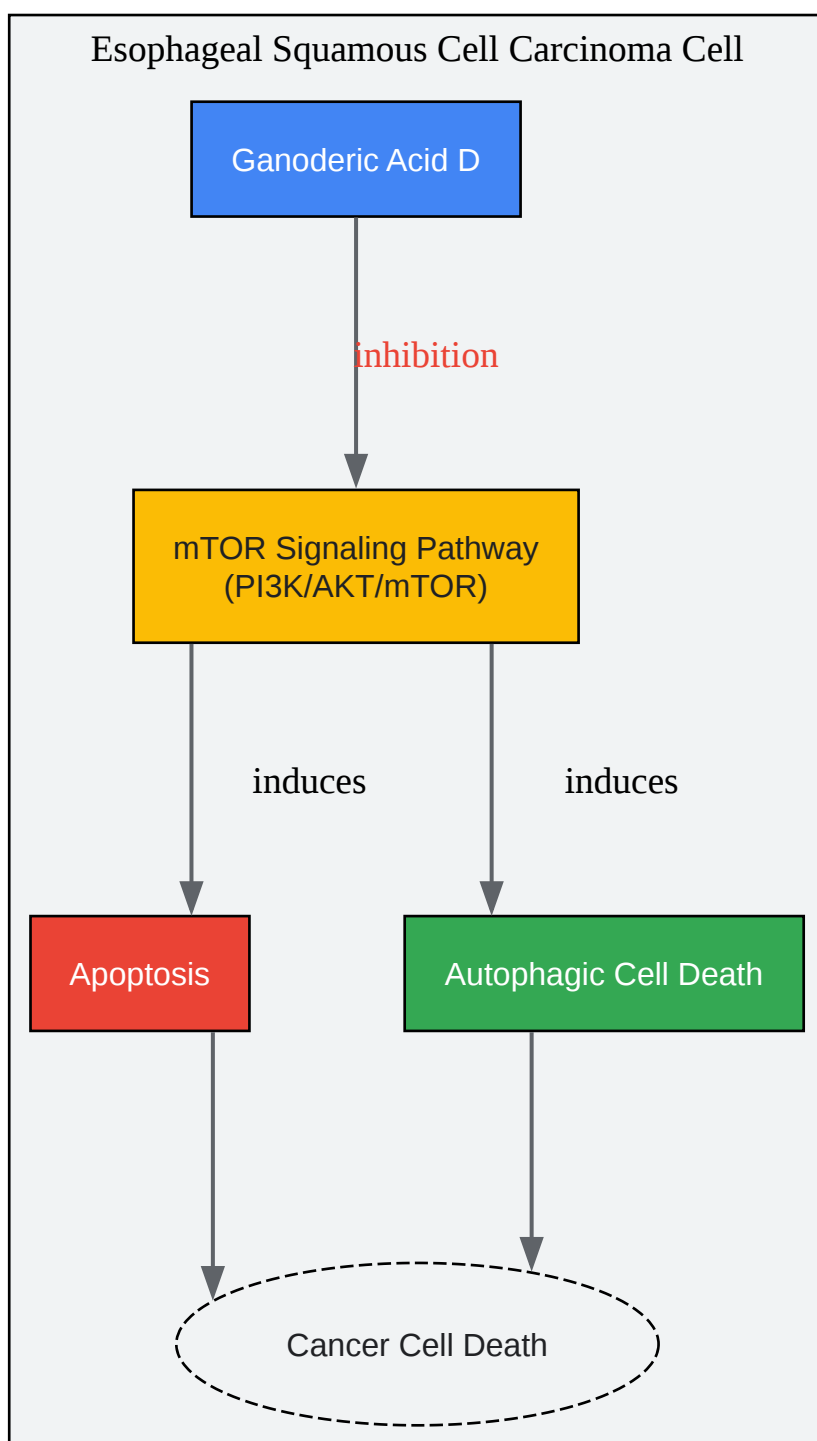 Esophageal Squamous Cell Carcinoma Cell
Ganoderic Acid D
inhibition
mTOR Signaling Pathway
(PI3K/AKT/mTOR)
induces
induces
Apoptosis
Autophagic Cell Death
Cancer Cell Death